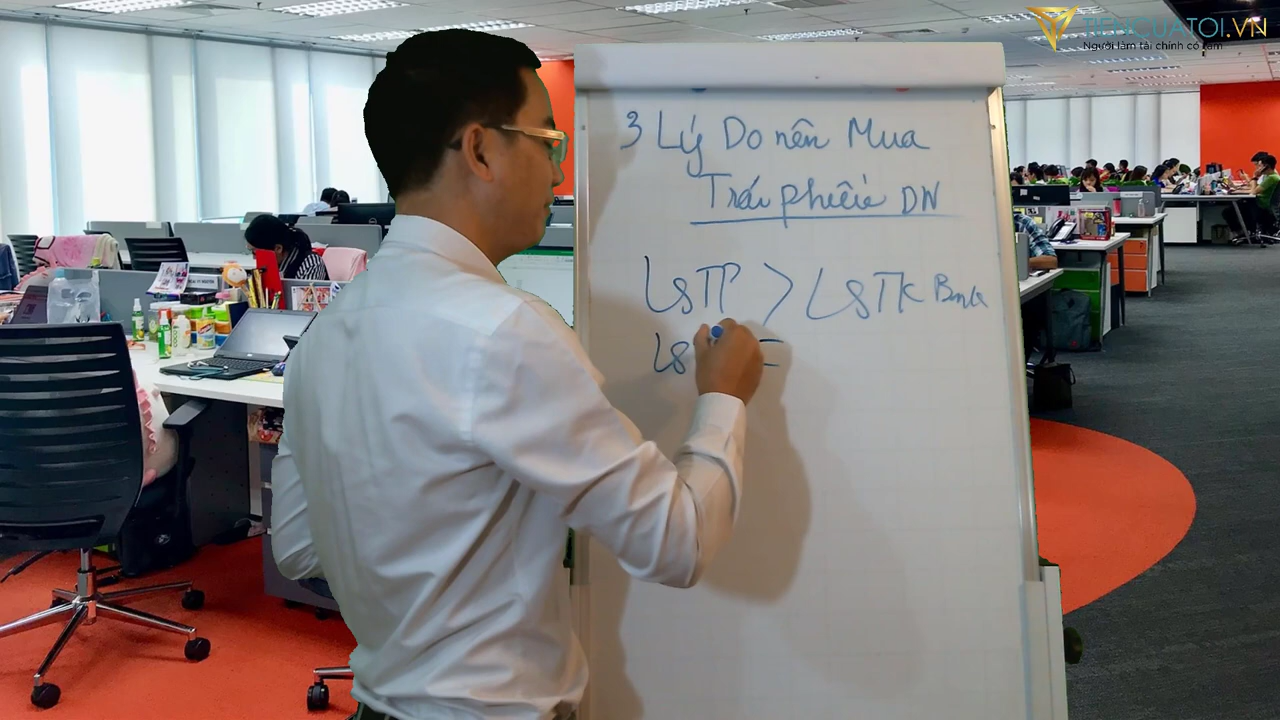 TIENCUATOI.VN
Người làm tài chính có tâm
3 Lý Do nên Mua
Trái phiếu DN
LSTP > LSTK Bank
LS =